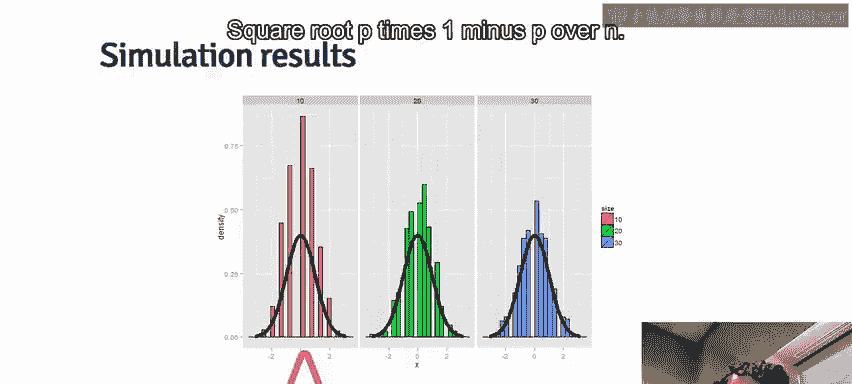 Square root p times 1 minus p over n.
Simulation results
10 20 30
0.75
0.50
0.25
0.00
density
-2 0 2 -2 0 2 -2 0 2
x
size
10
20
30